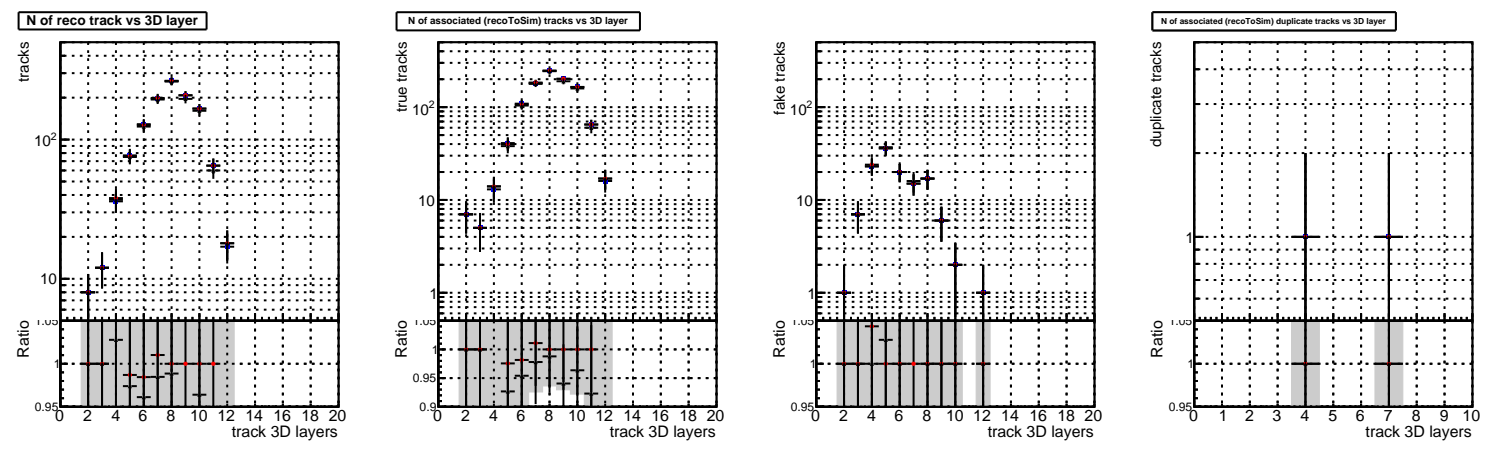 N of reco track vs 3D layer
tracks
10²
10
Ratio
1.05
1
0.95
0 2 4 6 8 10 12 14 16 18 20
track 3D layers
N of associated (recoToSim) tracks vs 3D layer
true tracks
10²
10
1
Ratio
1.05
1
0.95
0.9
0 2 4 6 8 10 12 14 16 18 20
track 3D layers
fake tracks
10²
10
1
Ratio
1.05
1
0.95
0 2 4 6 8 10 12 14 16 18 20
track 3D layers
N of associated (recoToSim) duplicate tracks vs 3D layer
duplicate tracks
1
Ratio
1.05
1
0.95
0 1 2 3 4 5 6 7 8 9 10
track 3D layers